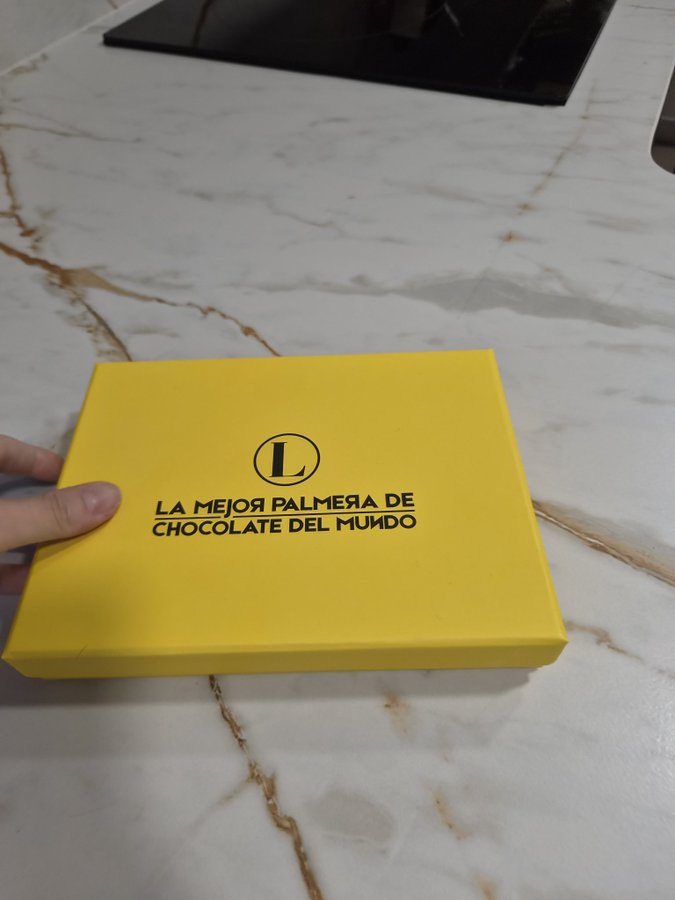 L
LA MEJOR PALMERA DE
CHOCOLATE DEL MUNDO